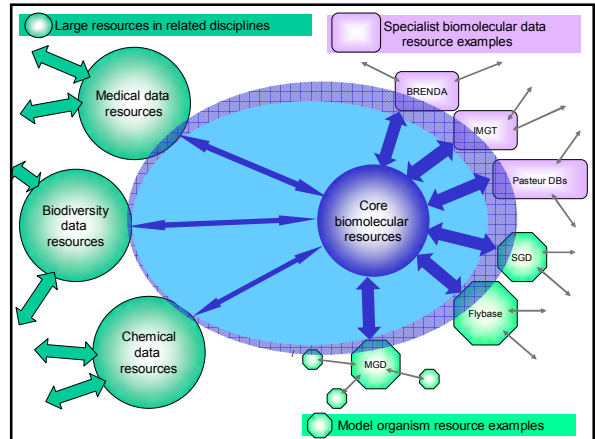 Large resources in related disciplines
Specialist biomolecular data
resource examples
Medical data
resources
BRENDA
IMGT
Pasteur DBs
Biodiversity
data
resources
Core
biomolecular
resources
SGD
Flybase
Chemical
data
resources
MGD
Model organism resource examples